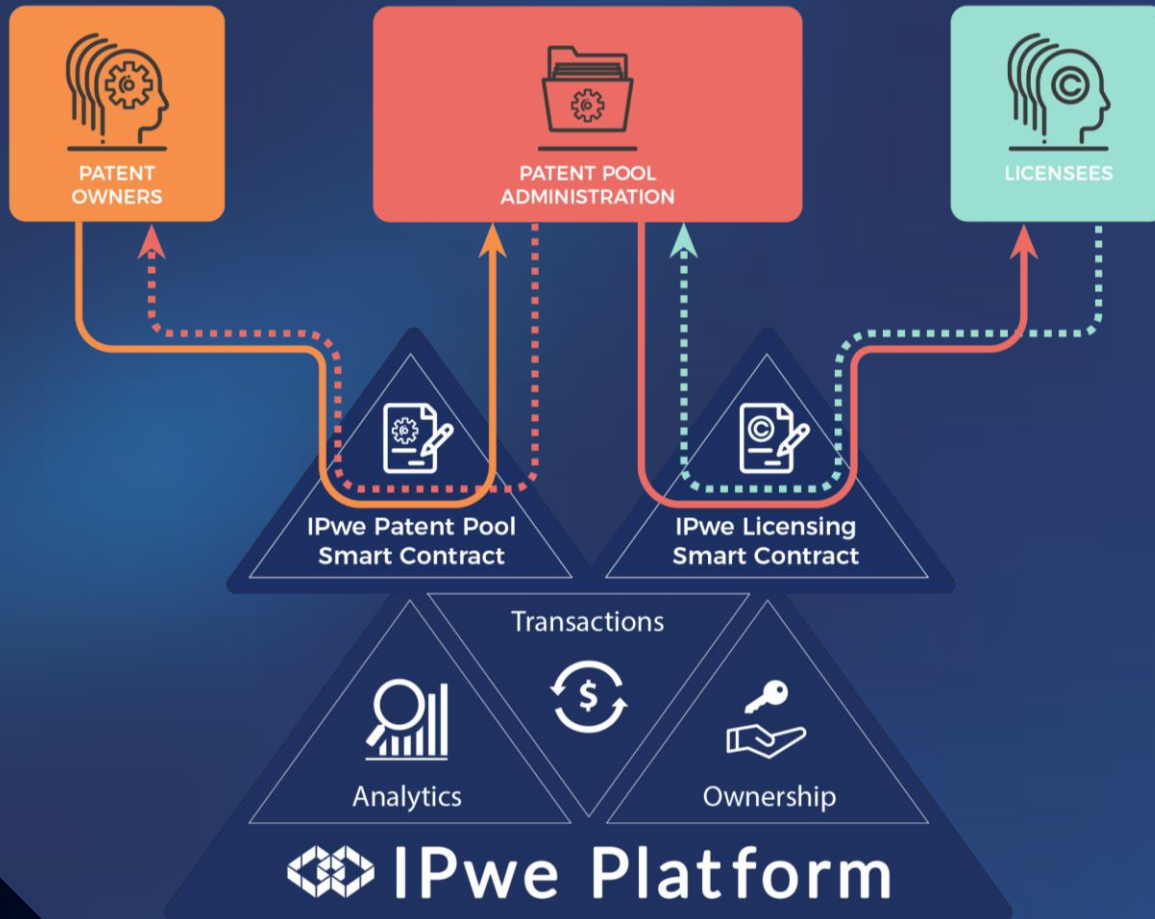 PATENT
OWNERS
PATENT POOL
ADMINISTRATION
LICENSEES
©
©
IPwe Patent Pool
Smart Contract
IPwe Licensing
Smart Contract
Transactions
$
Analytics
Ownership
IPwe Platform